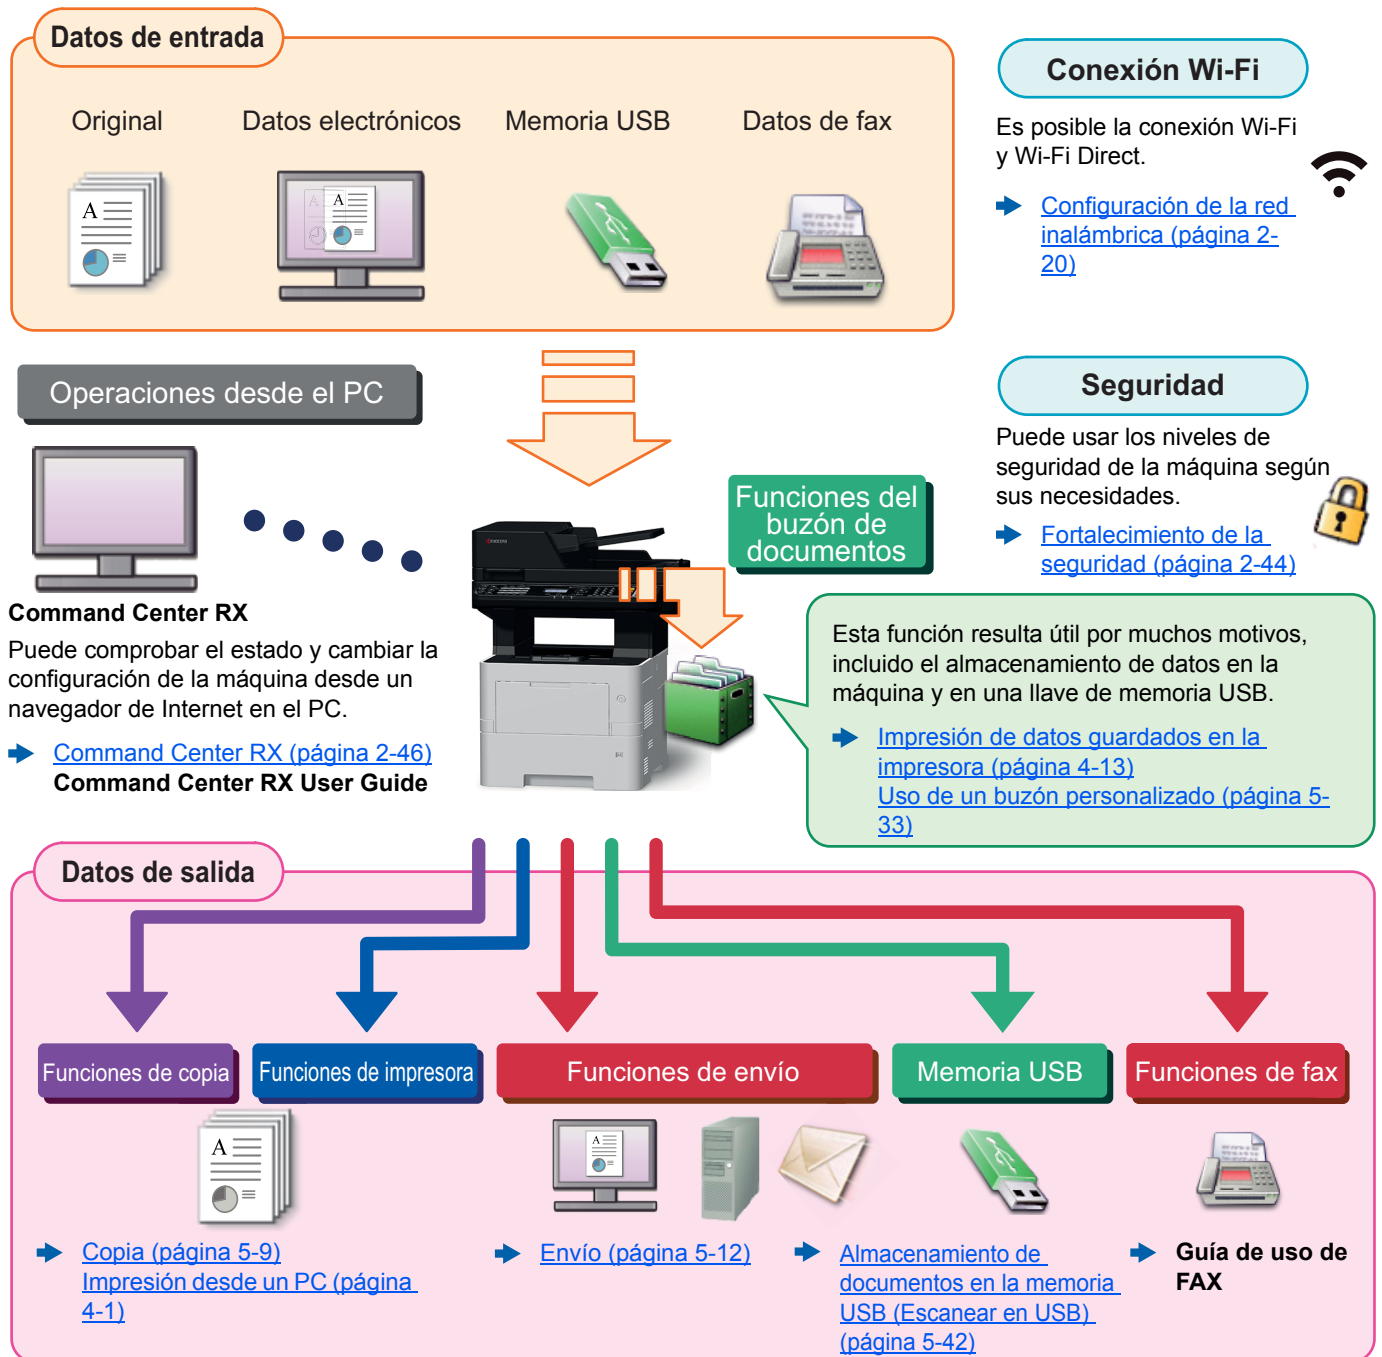 Datos de entrada
Original
Datos electrónicos
Memoria USB
Datos de fax
Conexión Wi-Fi
Es posible la conexión Wi-Fi
y Wi-Fi Direct.
Configuración de la red
inalámbrica (página 2-
20)
Operaciones desde el PC
Command Center RX
Puede comprobar el estado y cambiar la
configuración de la máquina desde un
navegador de Internet en el PC.
Command Center RX (página 2-46)
Command Center RX User Guide
Seguridad
Puede usar los niveles de
seguridad de la máquina según
sus necesidades.
Fortalecimiento de la
seguridad (página 2-44)
Funciones del
buzón de
documentos
Esta función resulta útil por muchos motivos,
incluido el almacenamiento de datos en la
máquina y en una llave de memoria USB.
Impresión de datos guardados en la
impresora (página 4-13)
Uso de un buzón personalizado (página 5-
33)
Datos de salida
Funciones de copia
Funciones de impresora
Funciones de envío
Memoria USB
Funciones de fax
Copia (página 5-9)
Impresión desde un PC (página
4-1)
Envío (página 5-12)
Almacenamiento de
documentos en la memoria
USB (Escanear en USB)
(página 5-42)
Guía de uso de
FAX